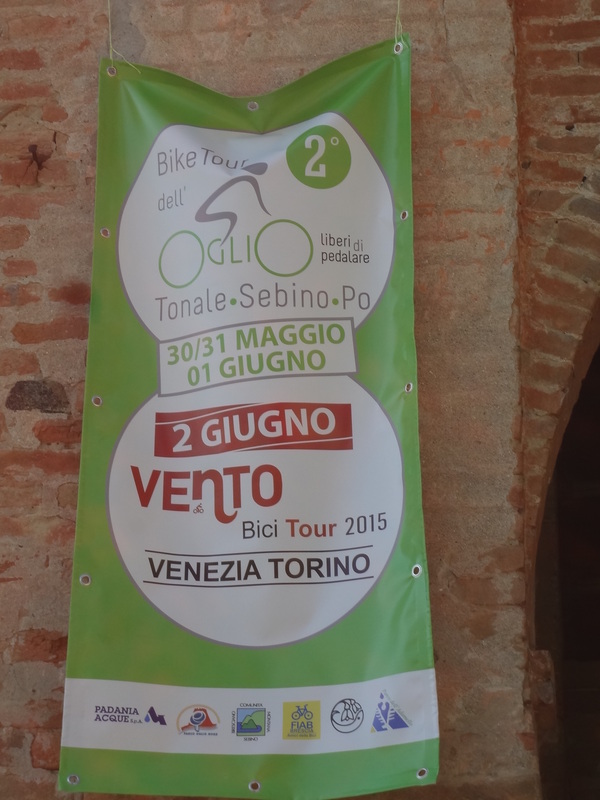 Bike Tour
2°
dell'
OGLIO
liberi di
pedalare
Tonale•Sebino•Po
30/31 MAGGIO
01 GIUGNO
2 GIUGNO
VENTO
Bici Tour 2015
VENEZIA TORINO
PADANIA
ACQUE S.p.A.
COMUNITÀ
FIAB